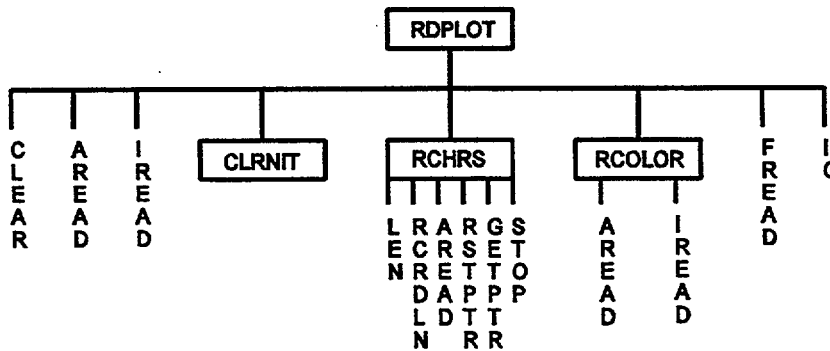 RDPLOT
CLEAR
AREAD
IREAD
CLRNIT
RCHRS
RCOLOR
FREAD
LEN
RCRDLN
AREAD
RSTPTR
GETPTR
STOP
AREAD
IREAD